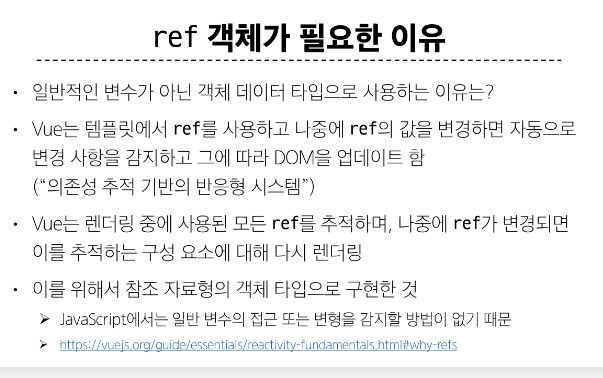 ref 객체가 필요한 이유
• 일반적인 변수가 아닌 객체 데이터 타입으로 사용하는 이유는?
• Vue는 템플릿에서 ref를 사용하고 나중에 ref의 값을 변경하면 자동으로
변경 사항을 감지하고 그에 따라 DOM을 업데이트 함
(“의존성 추적 기반의 반응형 시스템”)
• Vue는 렌더링 중에 사용된 모든 ref를 추적하며, 나중에 ref가 변경되면
이를 추적하는 구성 요소에 대해 다시 렌더링
• 이를 위해서 참조 자료형의 객체 타입으로 구현한 것
➢ JavaScript에서는 일반 변수의 접근 또는 변형을 감지할 방법이 없기 때문
➢ https://vuejs.org/guide/essentials/reactivity-fundamentals.html#why-refs